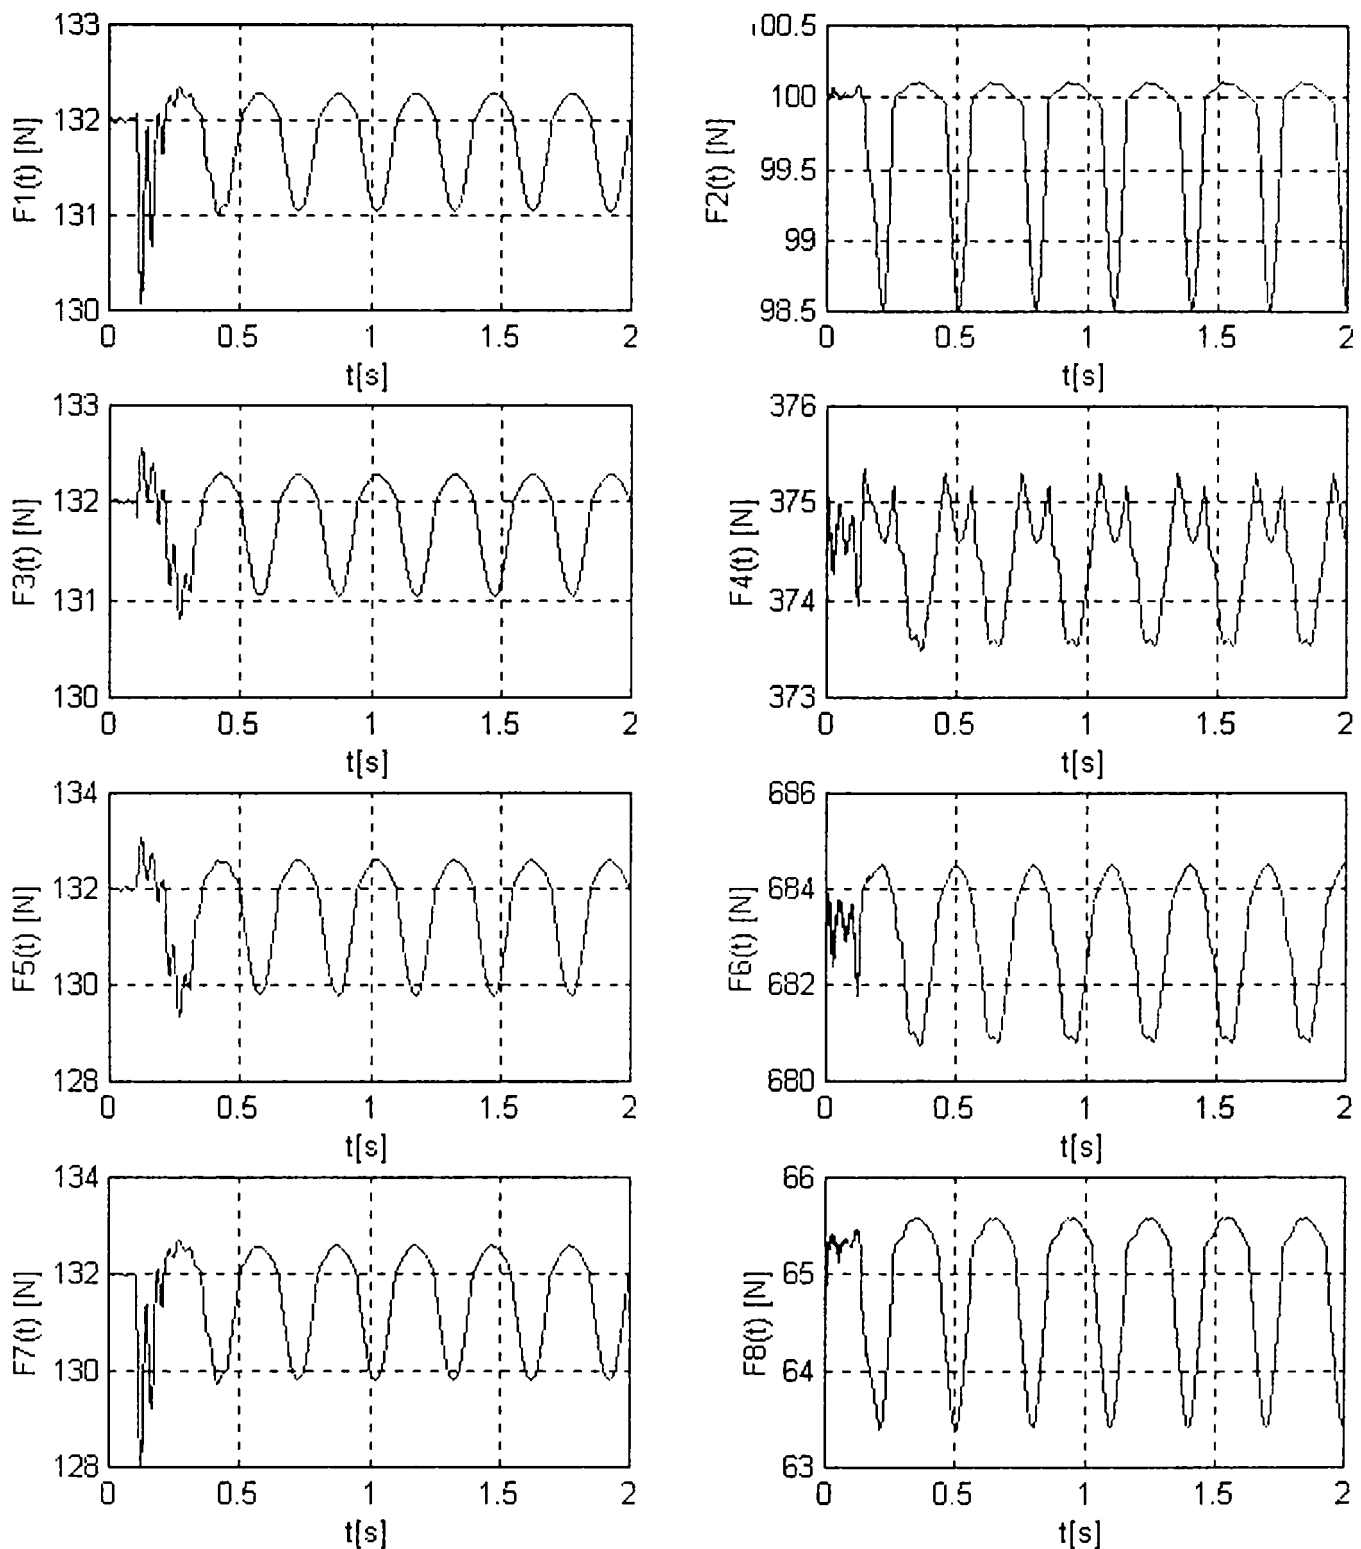 133
132
131
130
F1(t) [N]
0 0.5 1 1.5 2
t[s]
100.5
100
99.5
99
98.5
F2(t) [N]
0 0.5 1 1.5 2
t[s]
133
132
131
130
F3(t) [N]
0 0.5 1 1.5 2
t[s]
376
375
374
373
F4(t) [N]
0 0.5 1 1.5 2
t[s]
134
132
130
128
F5(t) [N]
0 0.5 1 1.5 2
t[s]
686
684
682
680
F6(t) [N]
0 0.5 1 1.5 2
t[s]
134
132
130
128
F7(t) [N]
0 0.5 1 1.5 2
t[s]
66
65
64
63
F8(t) [N]
0 0.5 1 1.5 2
t[s]